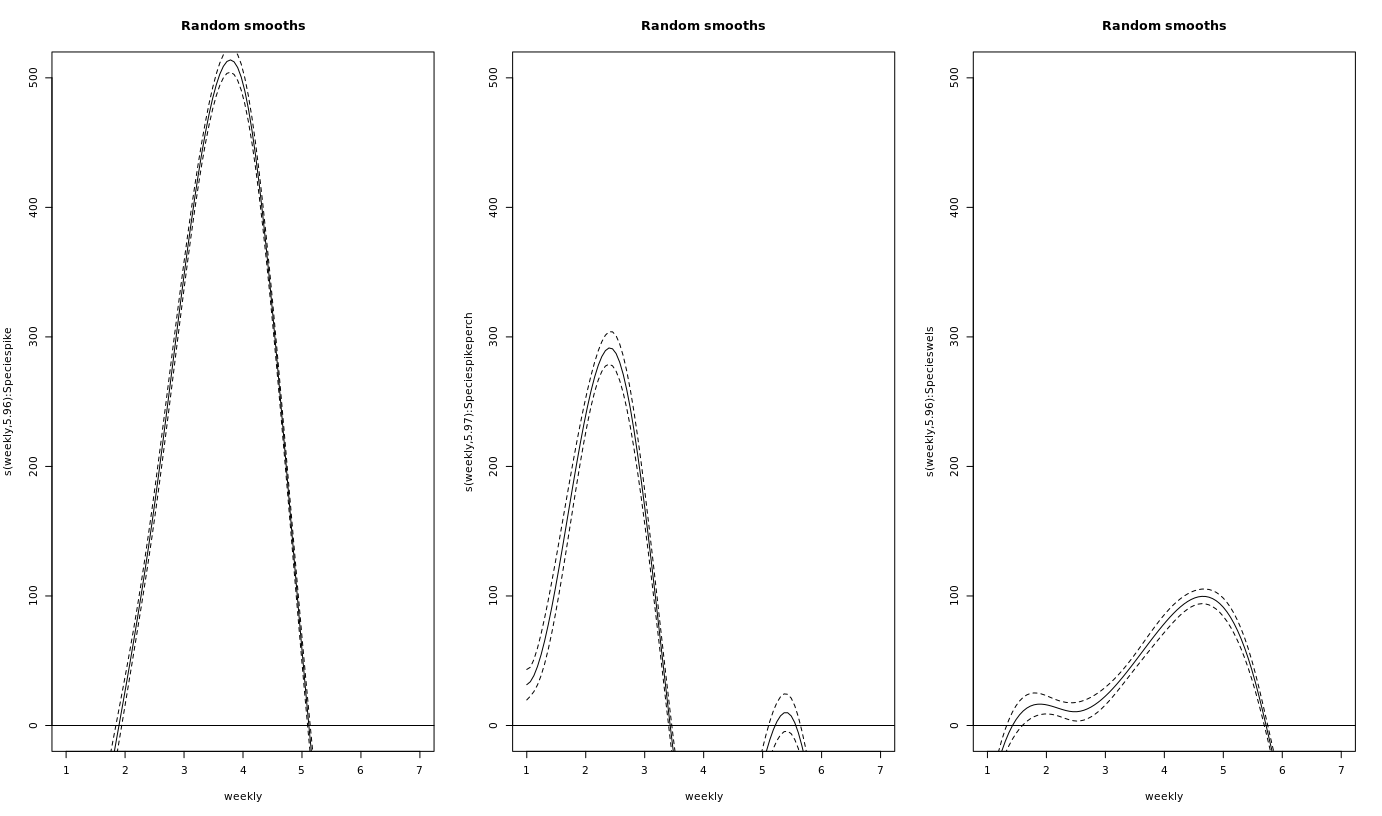 Random smooths
s(weekly,5.96):Speciespike
500
400
300
200
100
0
1 2 3 4 5 6 7
weekly
Random smooths
s(weekly,5.97):Speciespikeperch
500
400
300
200
100
0
1 2 3 4 5 6 7
weekly
Random smooths
s(weekly,5.96):Specieswels
500
400
300
200
100
0
1 2 3 4 5 6 7
weekly